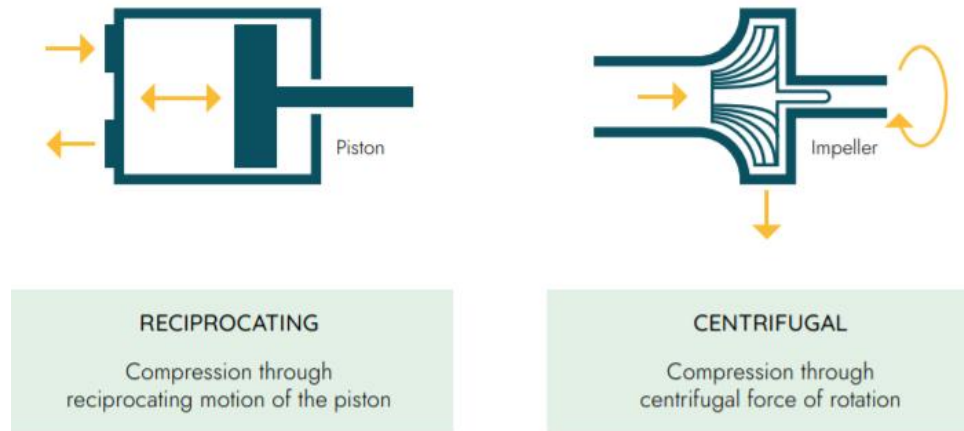 Piston
Impeller
RECIPROCATING
Compression through
reciprocating motion of the piston
CENTRIFUGAL
Compression through
centrifugal force of rotation